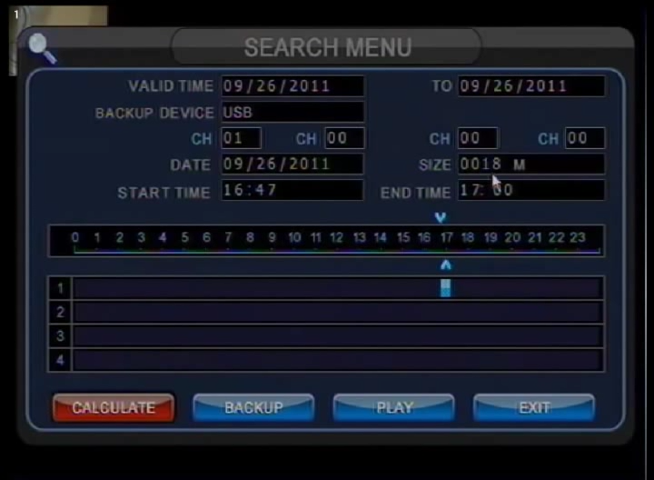 1
SEARCH MENU
VALID TIME 09/26/2011 TO 09/26/2011
BACKUP DEVICE USB
CH 01 CH 00 CH 00 CH 00
DATE 09/26/2011 SIZE 0018 M
START TIME 16:47 END TIME 17:00
0 1 2 3 4 5 6 7 8 9 10 11 12 13 14 15 16 17 18 19 20 21 22 23
1
2
3
4
CALCULATE BACKUP PLAY EXIT